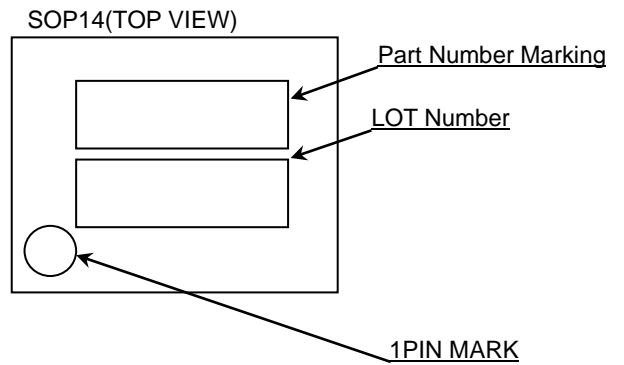 SOP14(TOP VIEW)
Part Number Marking
LOT Number
1PIN MARK